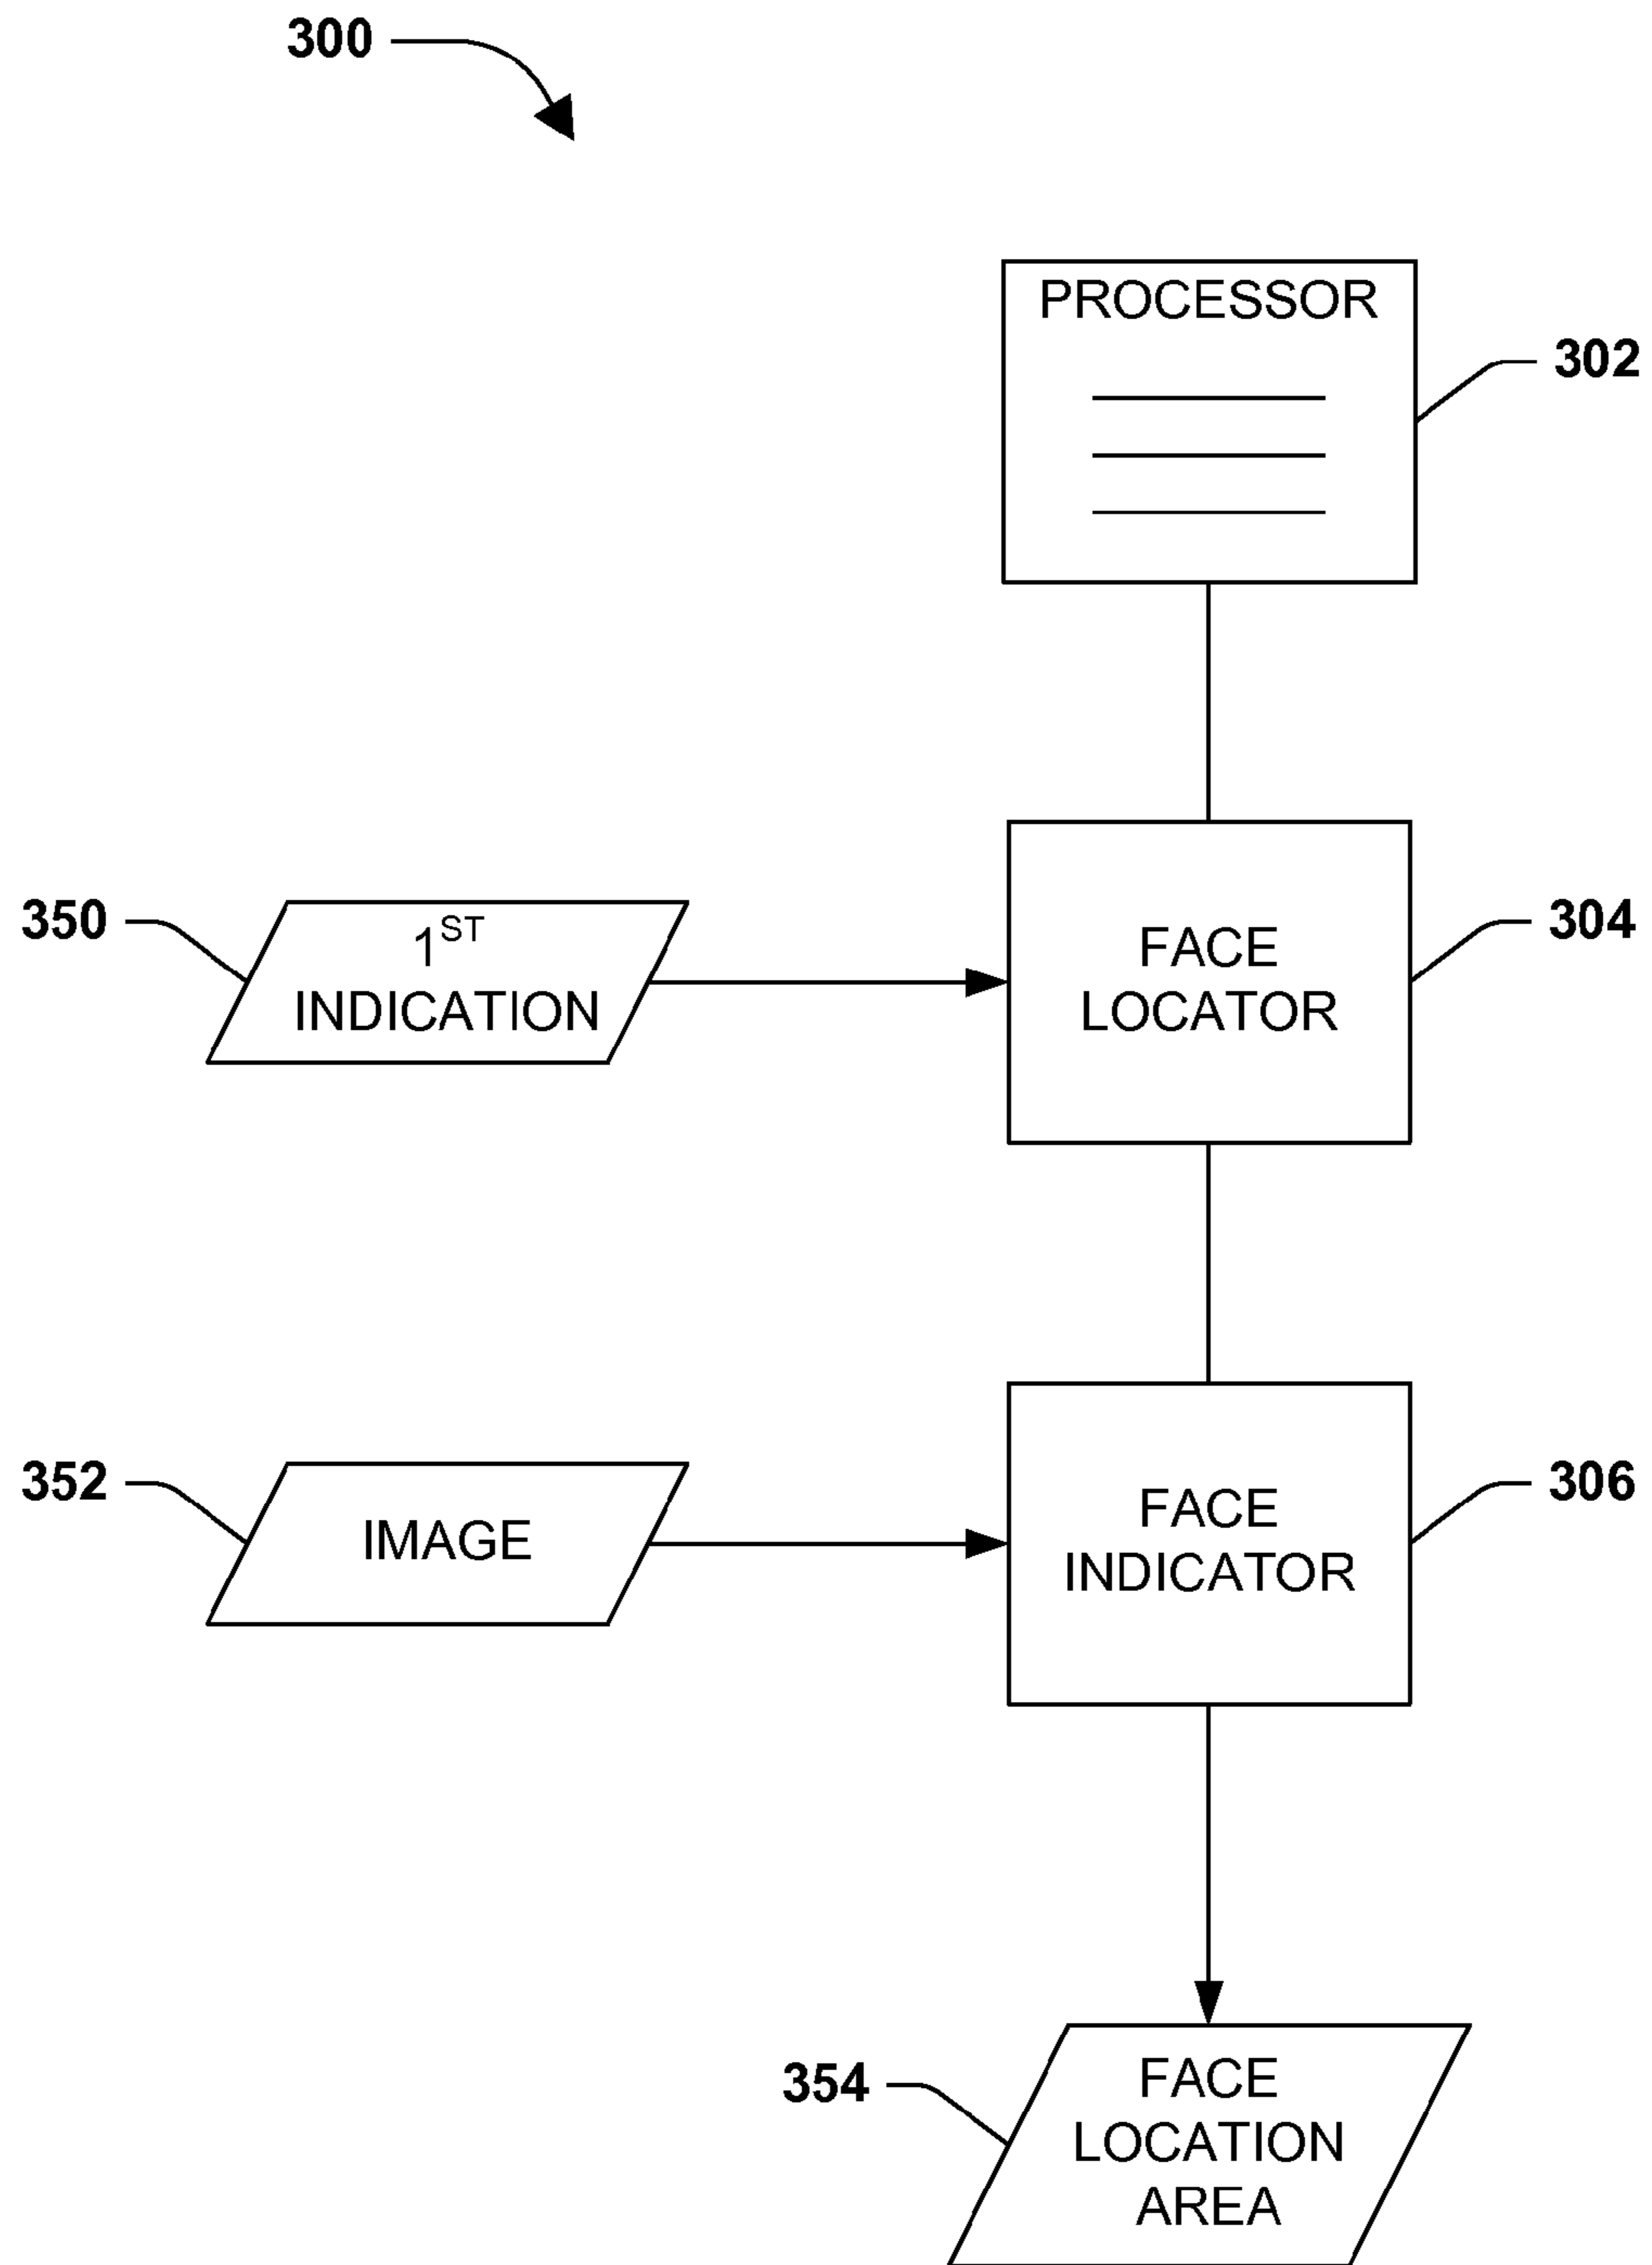 300
PROCESSOR
302
350
1ST
INDICATION
FACE
LOCATOR
304
352
IMAGE
FACE
INDICATOR
306
354
FACE
LOCATION
AREA